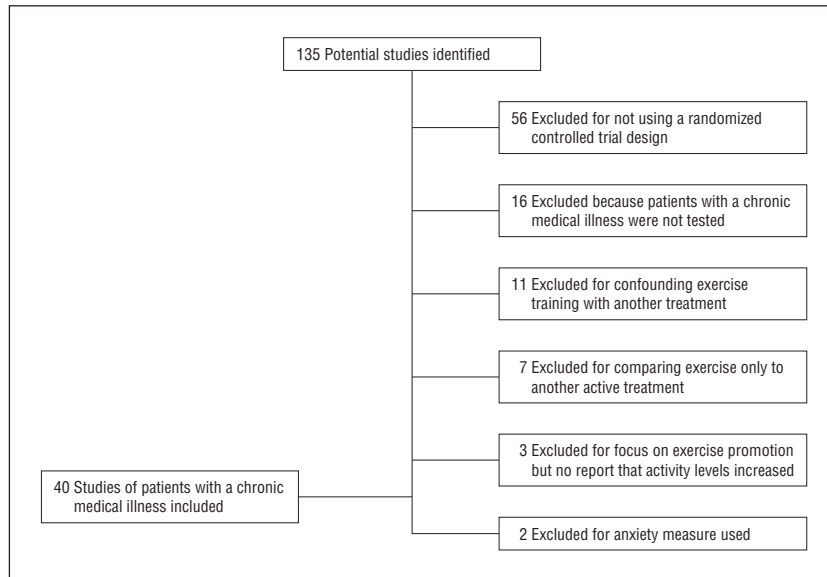 135 Potential studies identified
56 Excluded for not using a randomized
controlled trial design
16 Excluded because patients with a chronic
medical illness were not tested
11 Excluded for confounding exercise
training with another treatment
7 Excluded for comparing exercise only to
another active treatment
3 Excluded for focus on exercise promotion
but no report that activity levels increased
40 Studies of patients with a chronic
medical illness included
2 Excluded for anxiety measure used